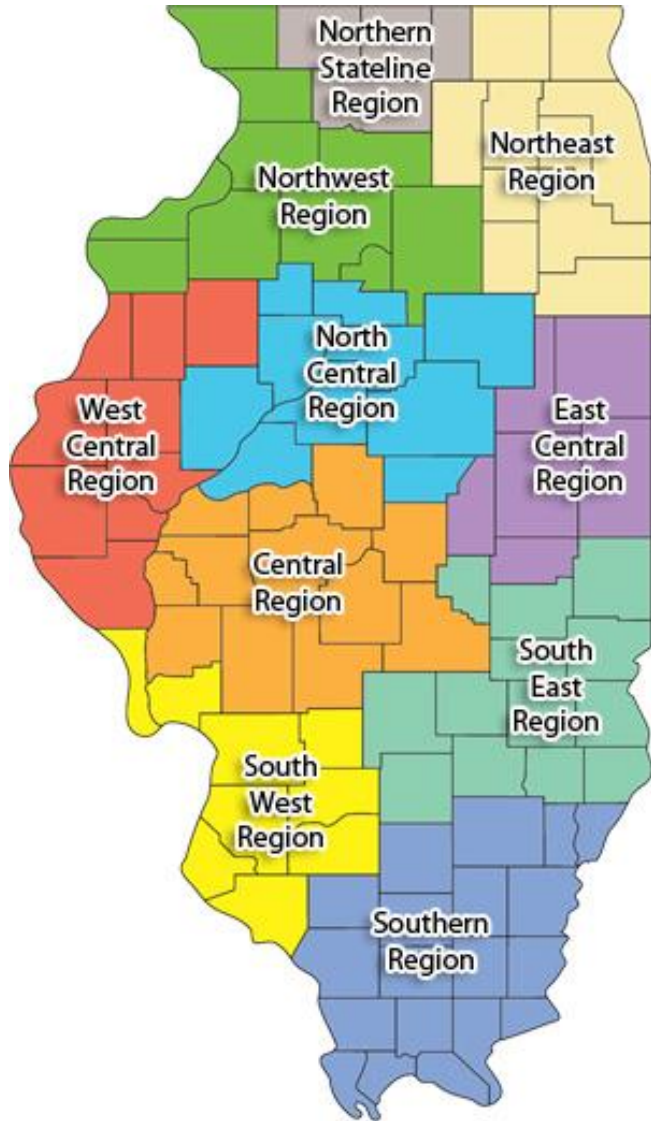 Northern
Stateline
Region
Northeast
Region
Northwest
Region
North
Central
Region
West
Central
Region
East
Central
Region
Central
Region
South
East
Region
South
West
Region
Southern
Region